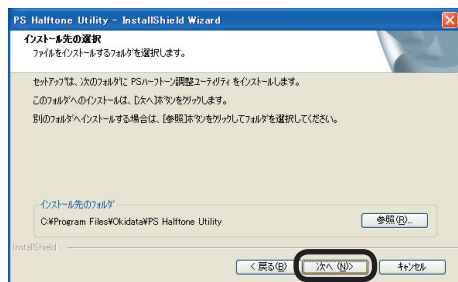 PS Halftone Utility - InstallShield Wizard
インストール先の選択
ファイルをインストールするフォルダを選択します。
セットアップは、次のフォルダに PSハーフトーン調整ユーティリティ をインストールします。
このフォルダへのインストールは、[次へ]ボタンをクリックします。
別のフォルダへインストールする場合は、[参照]ボタンをクリックしてフォルダを選択してください。
インストール先のフォルダ
C:¥Program Files¥Okidata¥PS Halftone Utility
参照(R)...
InstallShield
< 戻る(B)
次へ (N)>
キャンセル